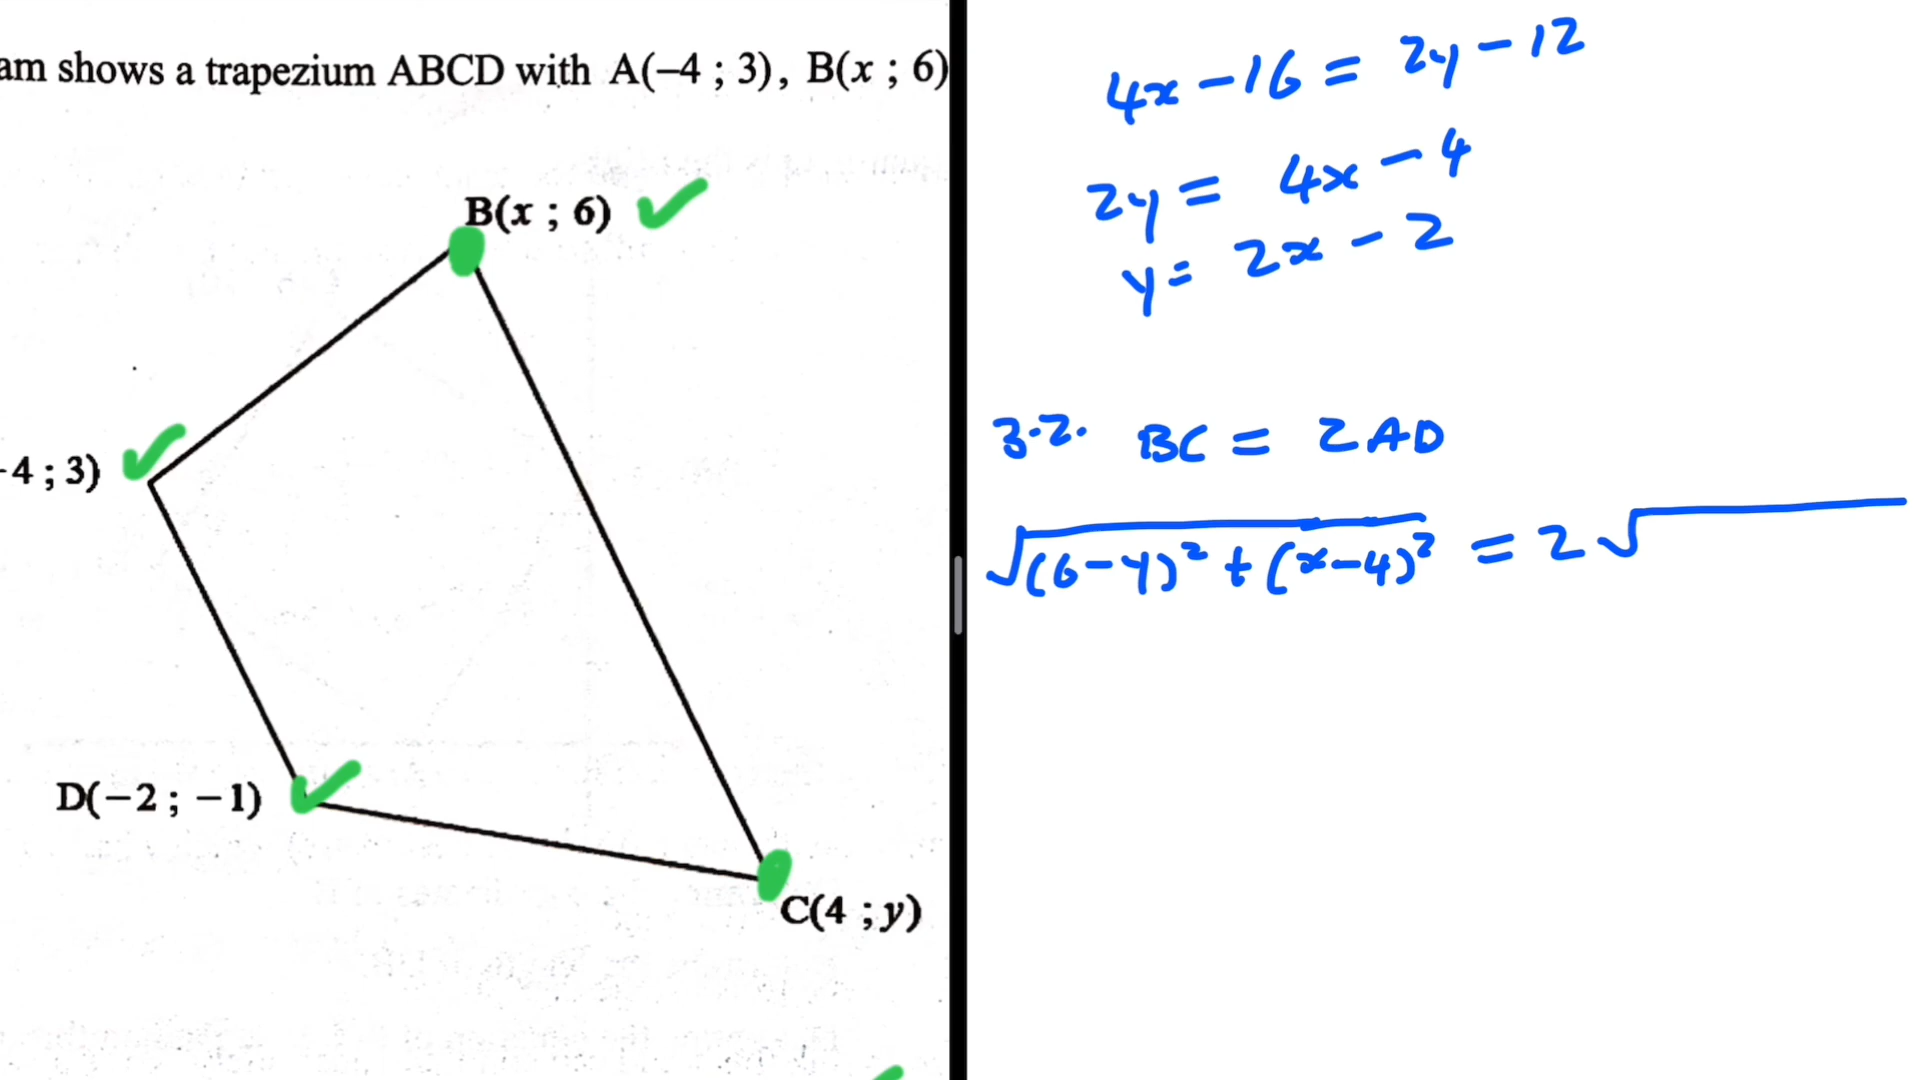 am shows a trapezium ABCD with A(−4 ; 3), B(x ; 6)
B(x ; 6)
-4 ; 3)
D(−2 ; −1)
C(4 ; y)
4x − 16 = 2y − 12
2y = 4x − 4
y = 2x − 2
3.2. BC = 2AD
√(6−y)² + (x−4)² = 2√